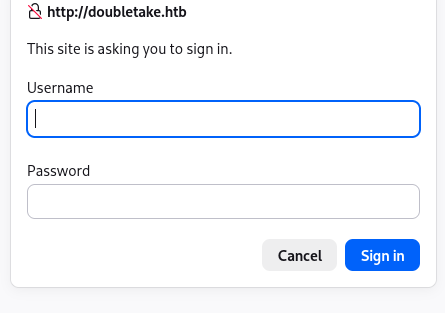 http://doubletake.htb
This site is asking you to sign in.
Username
Password
Cancel
Sign in